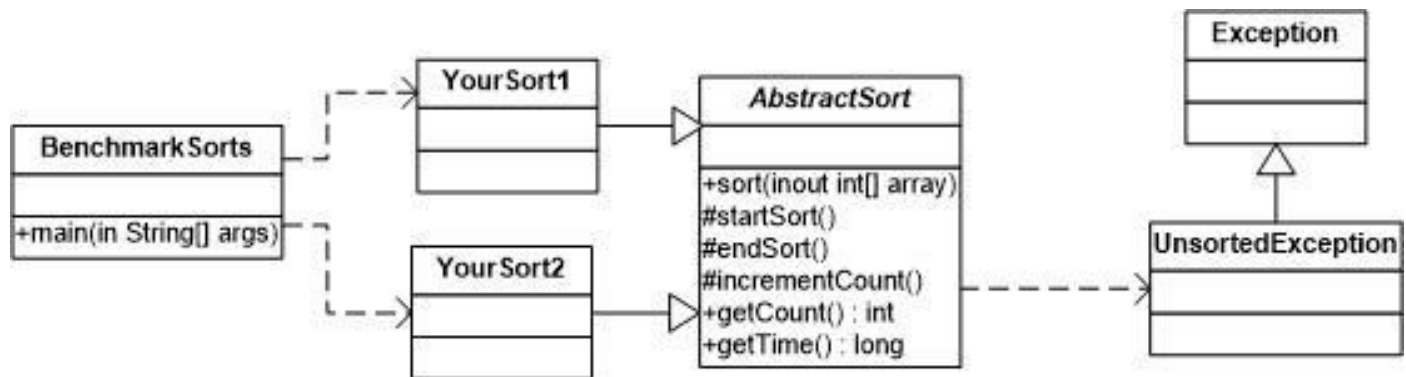 BenchmarkSorts
+main(in String[] args)
YourSort1
YourSort2
AbstractSort
+sort(inout int[] array)
#startSort()
#endSort()
#incrementCount()
+getCount() : int
+getTime() : long
Exception
UnsortedException